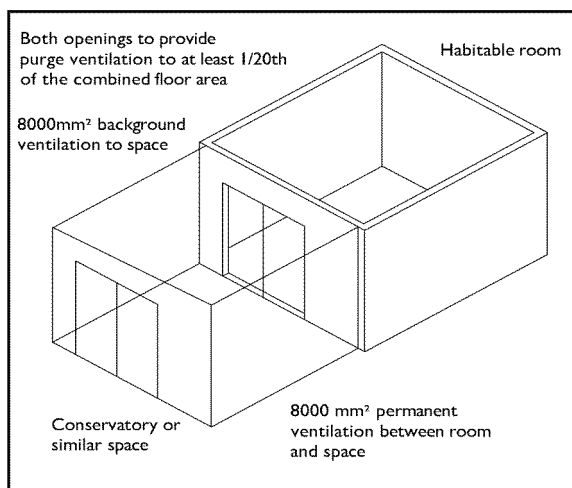 Both openings to provide
purge ventilation to at least 1/20th
of the combined floor area
Habitable room
8000mm² background
ventilation to space
Conservatory or
similar space
8000 mm² permanent
ventilation between room
and space